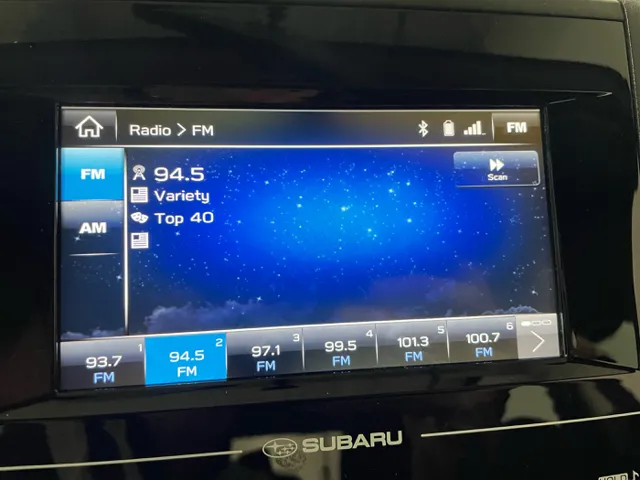 Radio > FM
FM
FM
94.5
Scan
Variety
AM
Top 40
1
2
3
4
5
6
93.7
94.5
97.1
99.5
101.3
100.7
FM
FM
FM
FM
FM
FM
SUBARU
HOLD